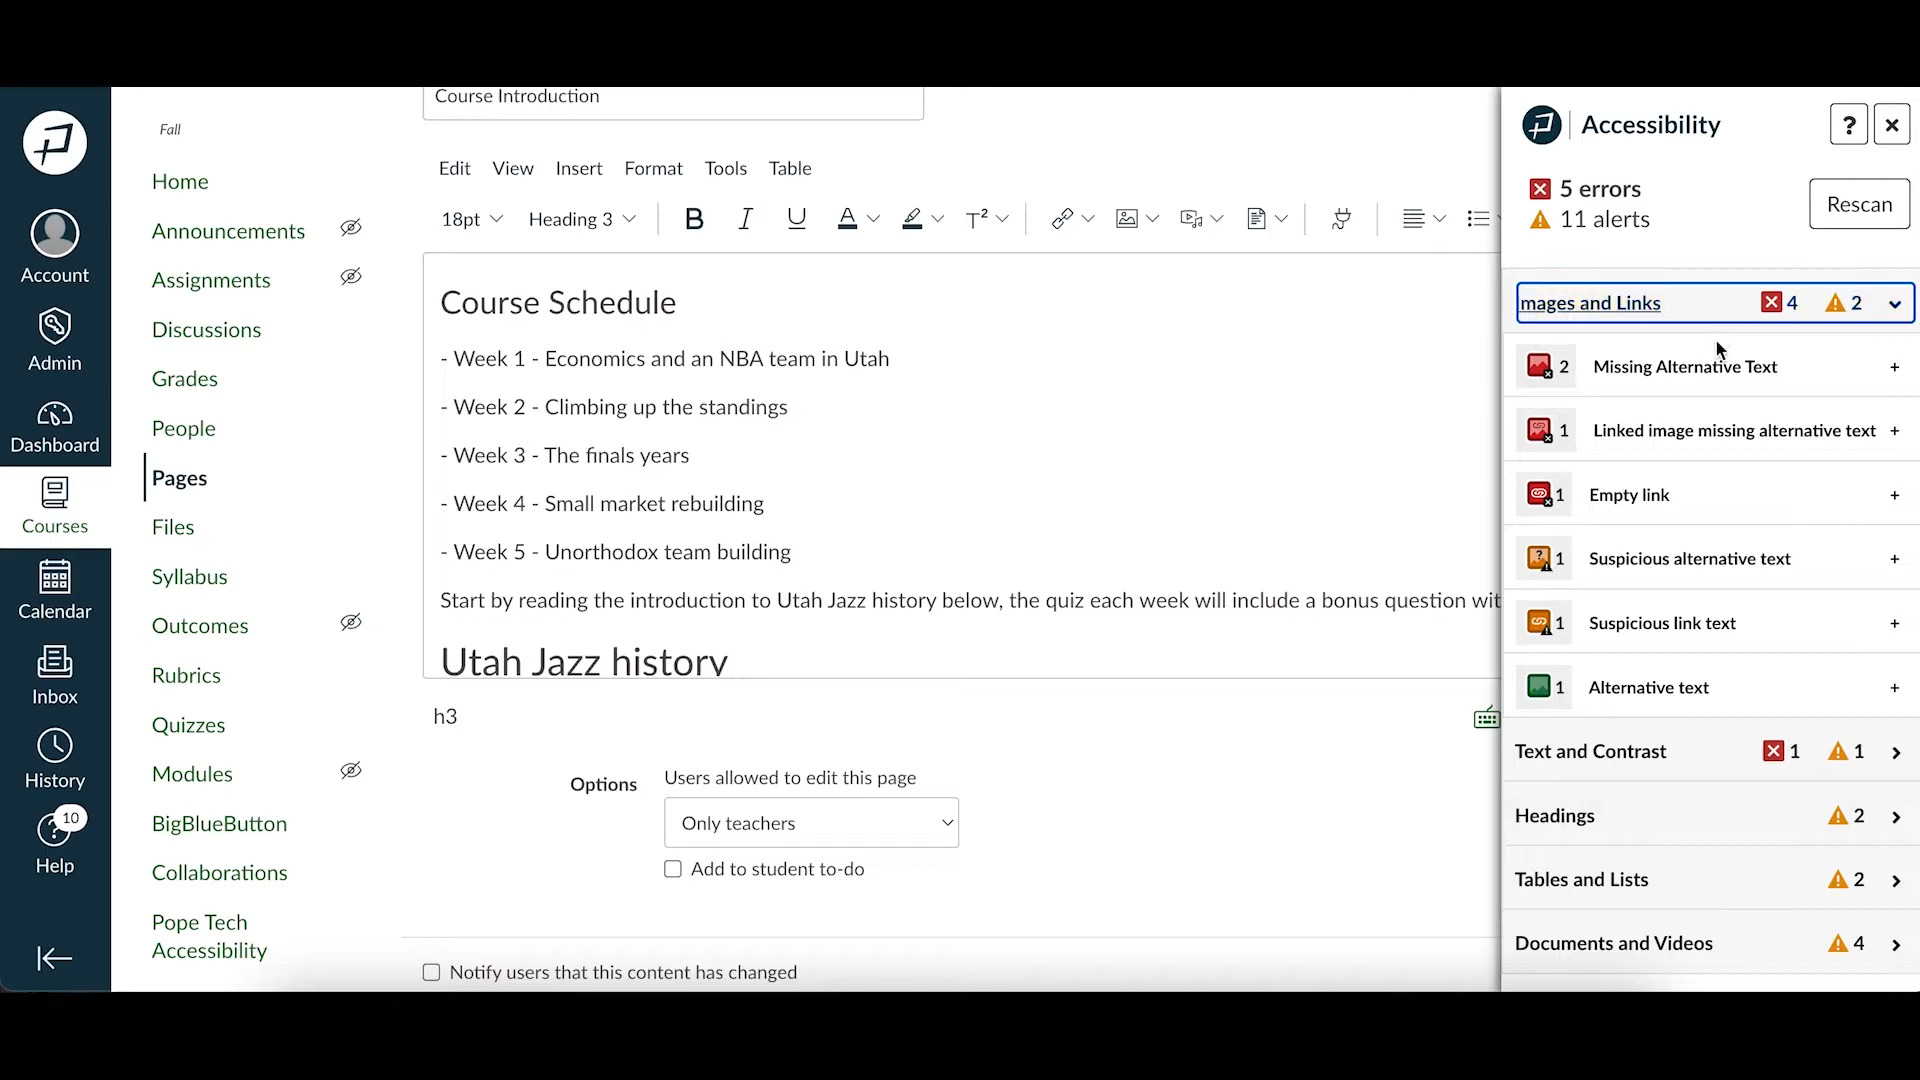 Account
Admin
Dashboard
Courses
Calendar
Inbox
History
10
Help
Fall
Home
Announcements
Assignments
Discussions
Grades
People
Pages
Files
Syllabus
Outcomes
Rubrics
Quizzes
Modules
BigBlueButton
Collaborations
Pope Tech
Accessibility
Course Introduction
Edit View Insert Format Tools Table
18pt Heading 3 B I U A T²
Course Schedule
- Week 1 - Economics and an NBA team in Utah
- Week 2 - Climbing up the standings
- Week 3 - The finals years
- Week 4 - Small market rebuilding
- Week 5 - Unorthodox team building
Start by reading the introduction to Utah Jazz history below, the quiz each week will include a bonus question wit
Utah Jazz history
h3
Options
Users allowed to edit this page
Only teachers
Add to student to-do
Notify users that this content has changed
Accessibility ? ×
5 errors
11 alerts
Rescan
mages and Links 4 2
2 Missing Alternative Text +
1 Linked image missing alternative text +
1 Empty link +
1 Suspicious alternative text +
1 Suspicious link text +
1 Alternative text +
Text and Contrast 1 1
Headings 2
Tables and Lists 2
Documents and Videos 4